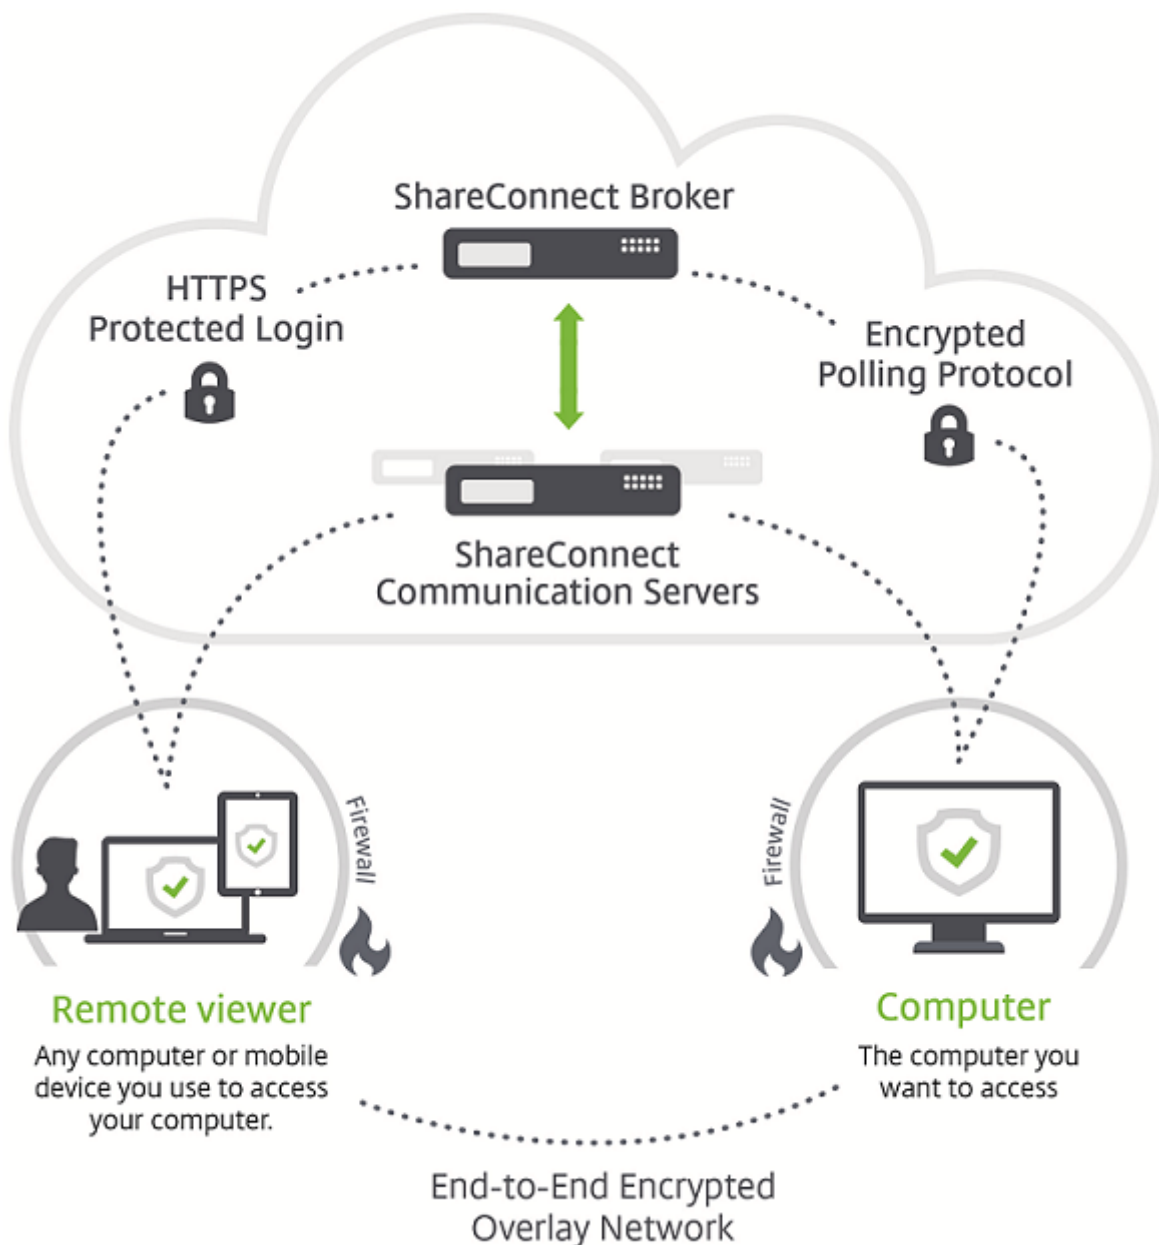 ShareConnect Broker
HTTPS
Protected Login
Encrypted
Polling Protocol
ShareConnect
Communication Servers
Firewall
Firewall
Remote viewer
Any computer or mobile
device you use to access
your computer.
Computer
The computer you
want to access
End-to-End Encrypted
Overlay Network